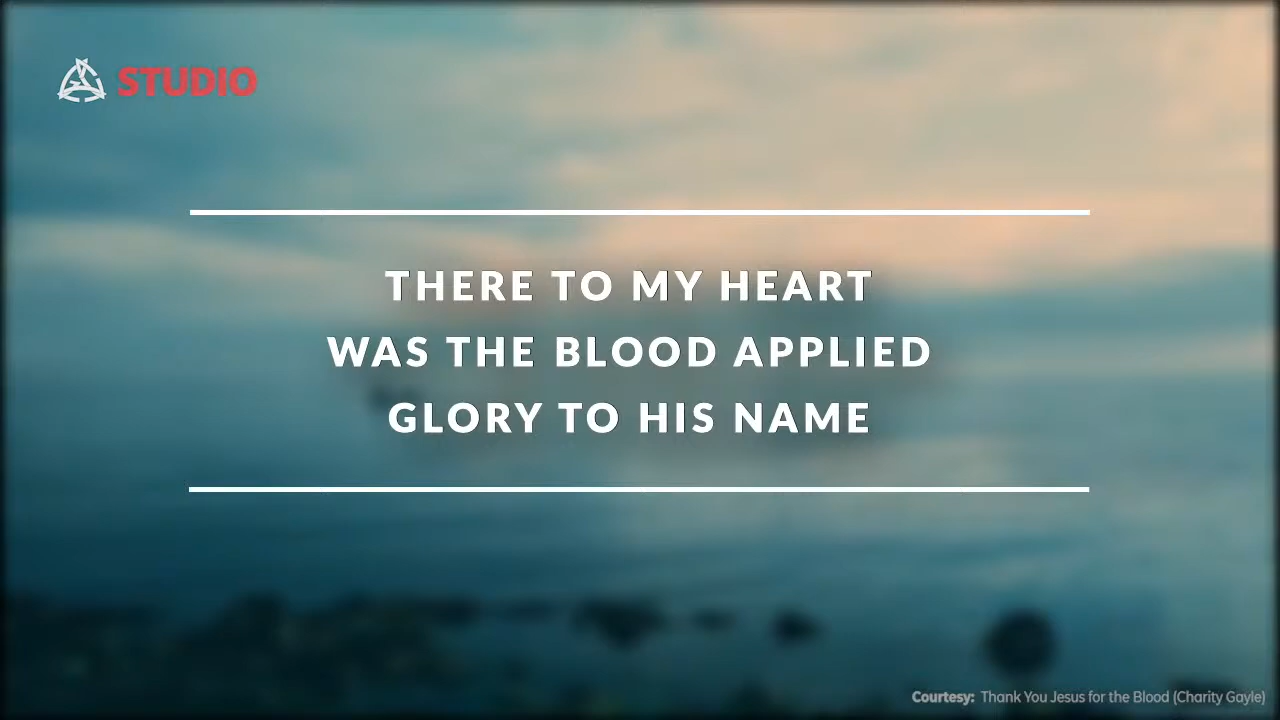 STUDIO
THERE TO MY HEART
WAS THE BLOOD APPLIED
GLORY TO HIS NAME
Courtesy: Thank You Jesus for the Blood (Charity Gayle)